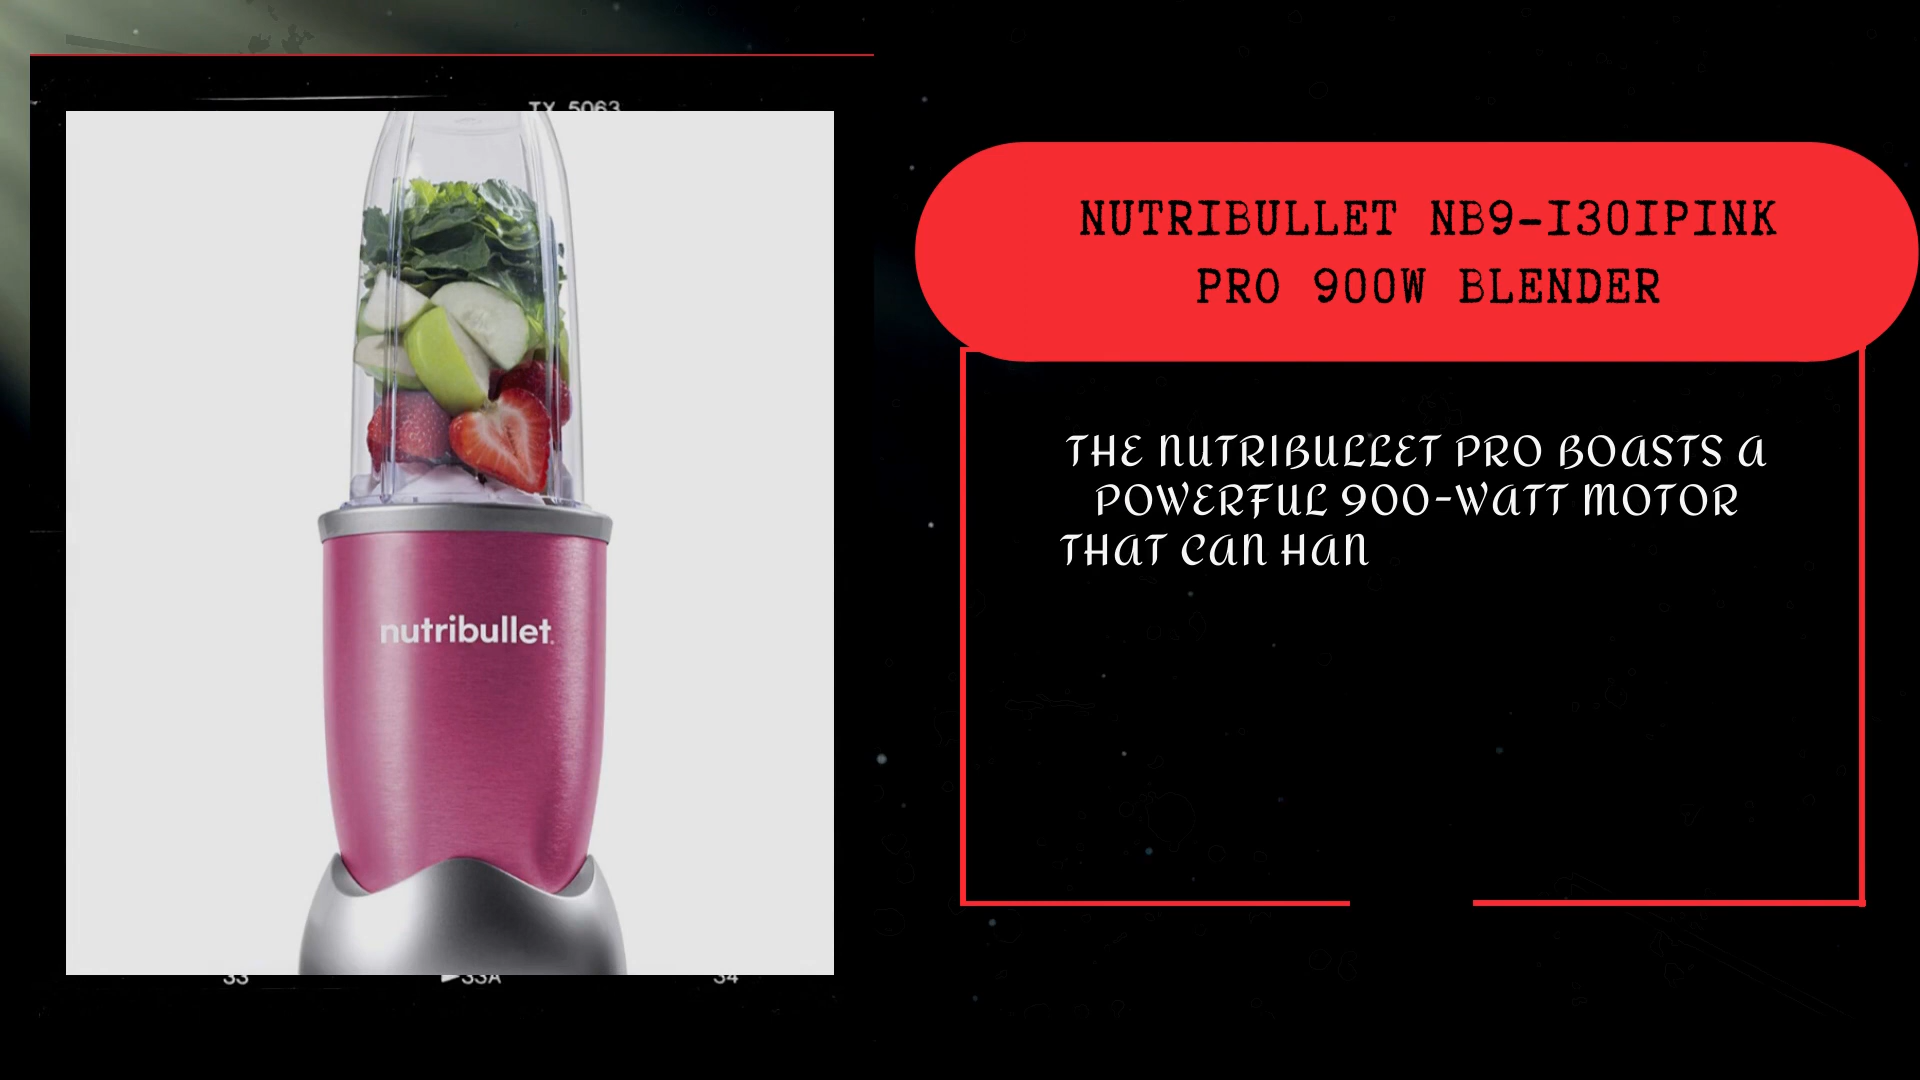 TX 5063
nutribullet
33
33A
34
NUTRIBULLET NB9-1301PINK
PRO 900W BLENDER
THE NUTRIBULLET PRO BOASTS A
POWERFUL 900-WATT MOTOR
THAT CAN HAN